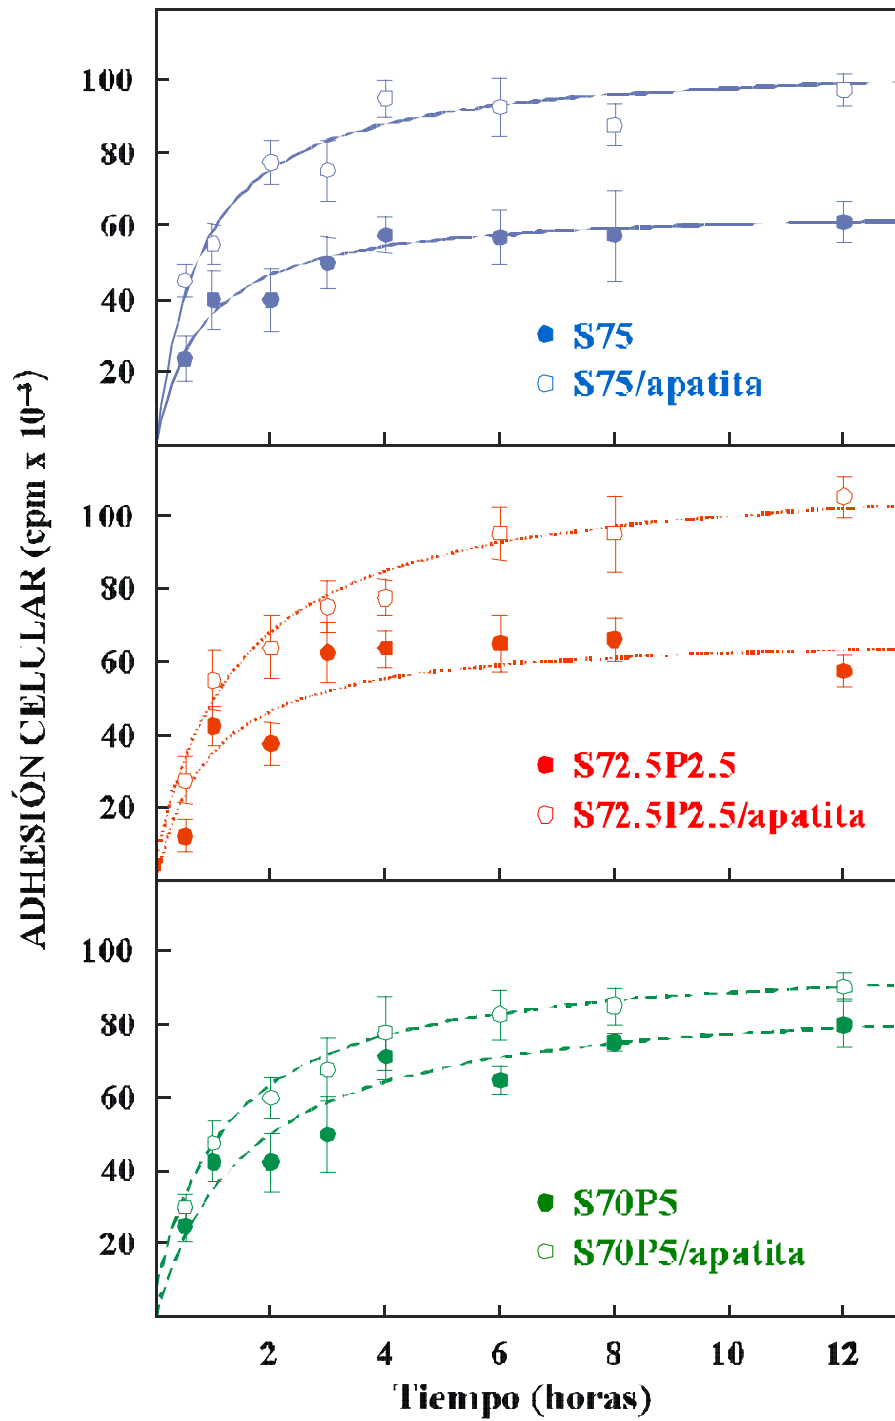 ADHESIÓN CELULAR (cpm x 10⁻³)
100
80
60
40
20
S75
S75/apatita
100
80
60
40
20
S72.5P2.5
S72.5P2.5/apatita
100
80
60
40
20
S70P5
S70P5/apatita
2 4 6 8 10 12
Tiempo (horas)